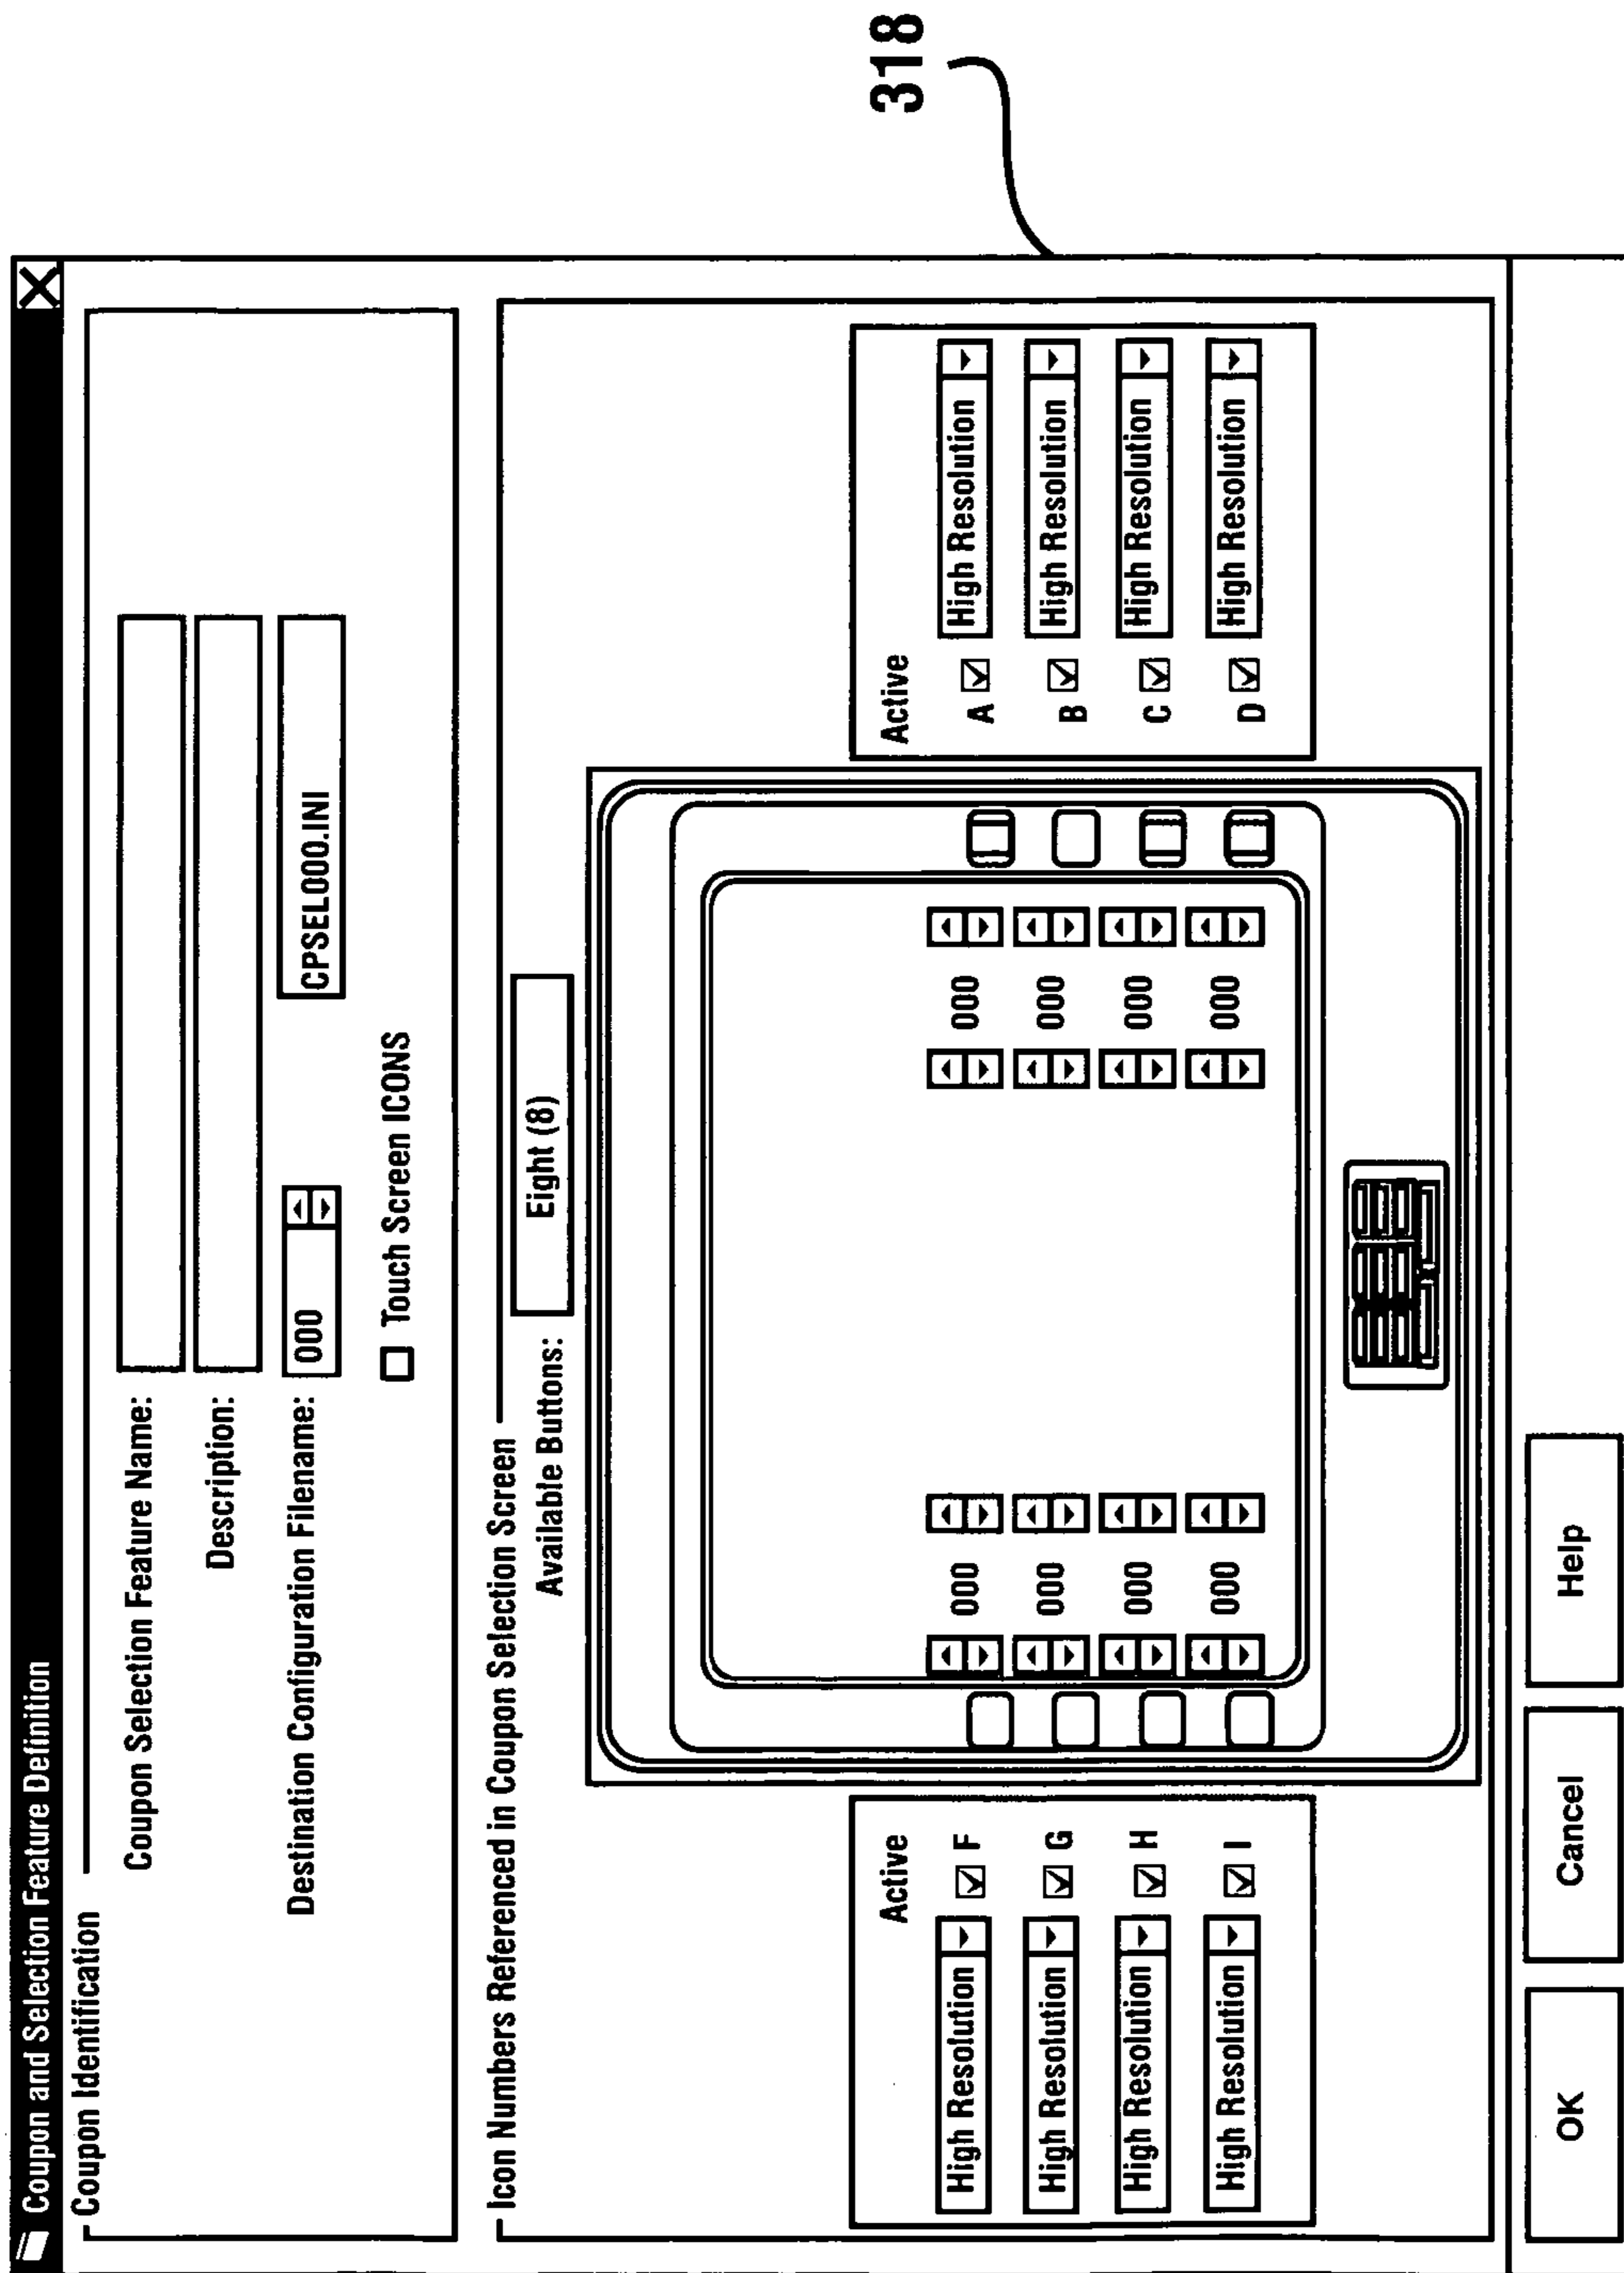 Coupon and Selection Feature Definition
Coupon Identification
Coupon Selection Feature Name:
Description:
Destination Configuration Filename: 000 CPSEL000.INI
Touch Screen ICONS
Icon Numbers Referenced in Coupon Selection Screen
Available Buttons: Eight (8)
Active
High Resolution F
High Resolution G
High Resolution H
High Resolution I
000 000
000 000
000 000
000 000
Active
A High Resolution
B High Resolution
C High Resolution
D High Resolution
OK Cancel Help
318